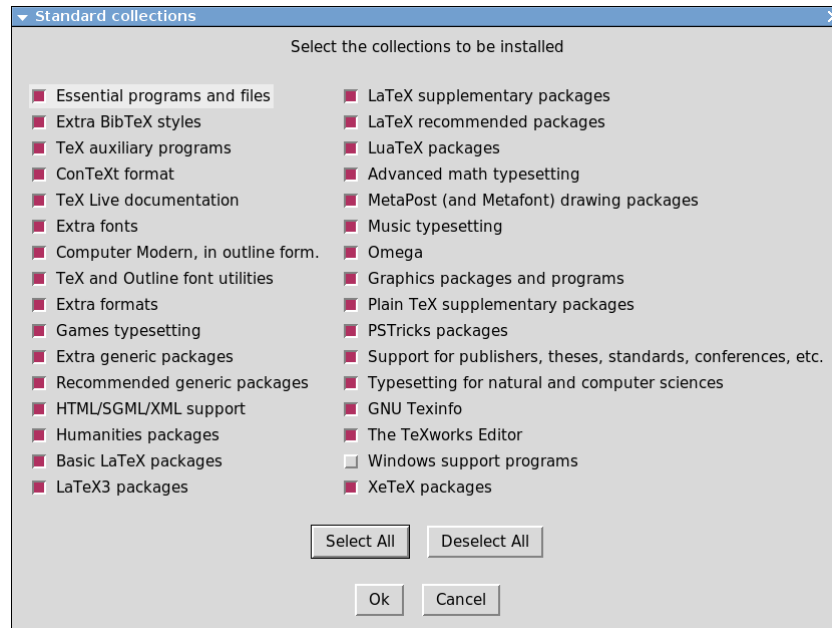 Standard collections
Select the collections to be installed
Essential programs and files
Extra BibTeX styles
TeX auxiliary programs
ConTeXt format
TeX Live documentation
Extra fonts
Computer Modern, in outline form.
TeX and Outline font utilities
Extra formats
Games typesetting
Extra generic packages
Recommended generic packages
HTML/SGML/XML support
Humanities packages
Basic LaTeX packages
LaTeX3 packages
LaTeX supplementary packages
LaTeX recommended packages
LuaTeX packages
Advanced math typesetting
MetaPost (and Metafont) drawing packages
Music typesetting
Omega
Graphics packages and programs
Plain TeX supplementary packages
PSTricks packages
Support for publishers, theses, standards, conferences, etc.
Typesetting for natural and computer sciences
GNU Texinfo
The TeXworks Editor
Windows support programs
XeTeX packages
Select All
Deselect All
Ok
Cancel